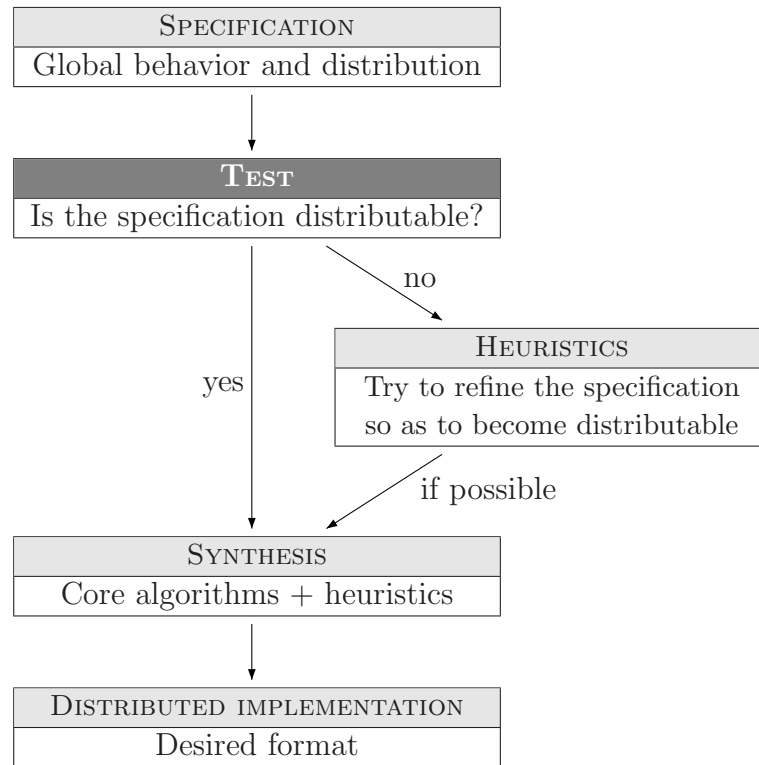 SPECIFICATION
Global behavior and distribution
TEST
Is the specification distributable?
no
HEURISTICS
Try to refine the specification
so as to become distributable
yes
if possible
SYNTHESIS
Core algorithms + heuristics
DISTRIBUTED IMPLEMENTATION
Desired format